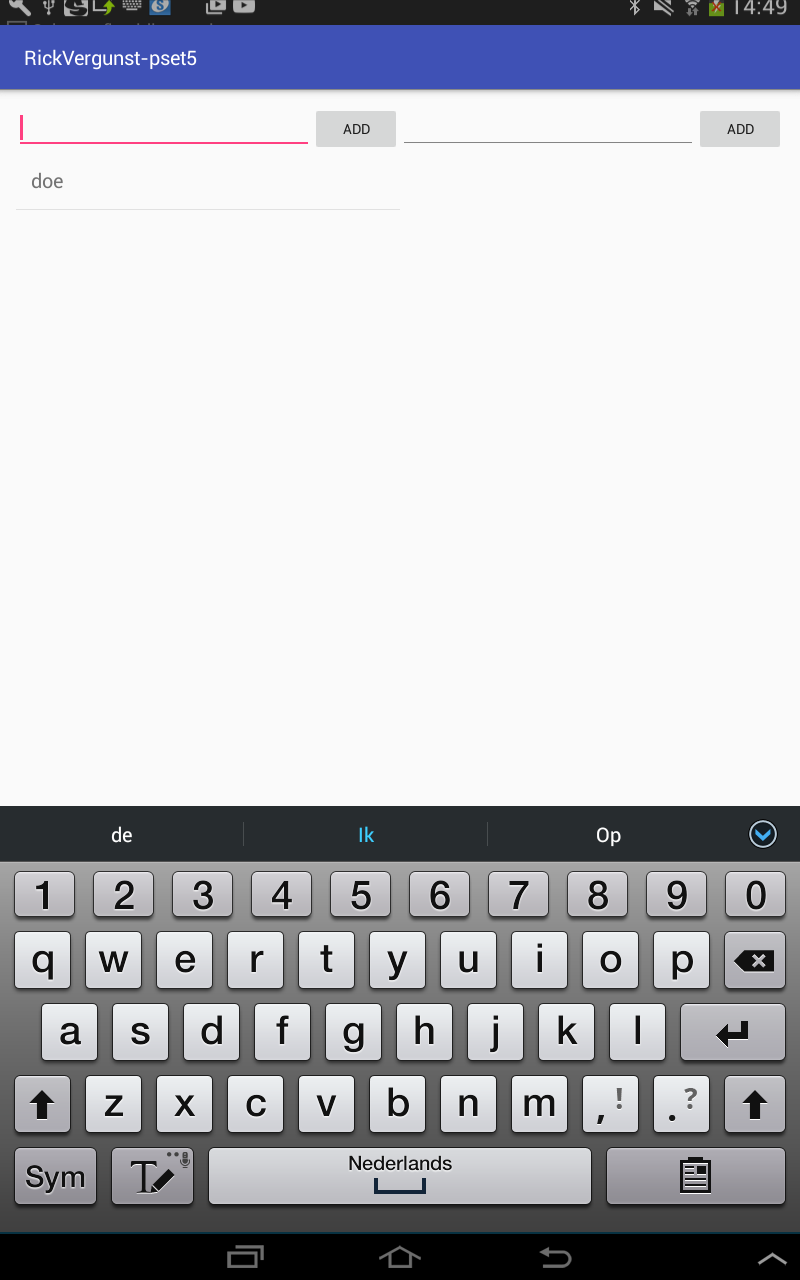 14:49
RickVergunst-pset5
ADD ADD
doe
de Ik Op
1 2 3 4 5 6 7 8 9 0
q w e r t y u i o p
a s d f g h j k l
z x c v b n m , ! . ?
Sym T Nederlands